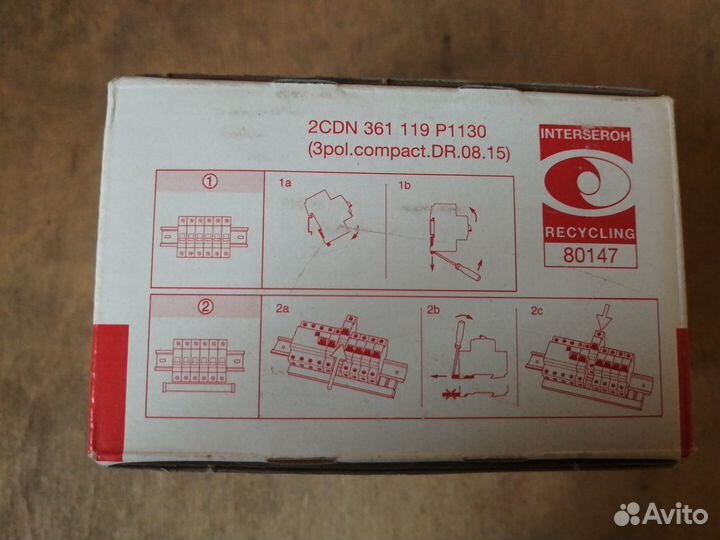 2CDN 361 119 P1130
(3pol.compact.DR.08.15)
INTERSEROH
RECYCLING
80147
1
1a
1b
2
2a
2b
2c
Avito